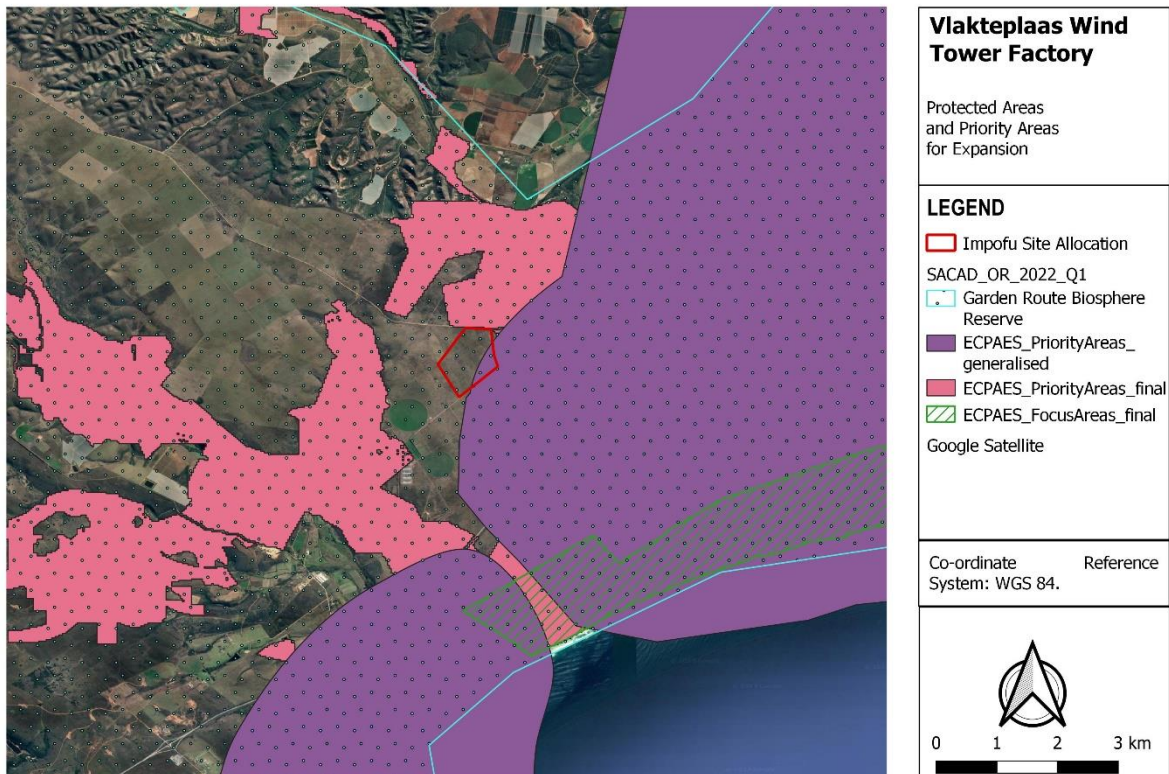 Vlakteplaas Wind
Tower Factory
Protected Areas
and Priority Areas
for Expansion
LEGEND
Impofu Site Allocation
SACAD_OR_2022_Q1
Garden Route Biosphere
Reserve
ECPAES_PriorityAreas_
generalised
ECPAES_PriorityAreas_final
ECPAES_FocusAreas_final
Google Satellite
Co-ordinate Reference
System: WGS 84.
0 1 2 3 km